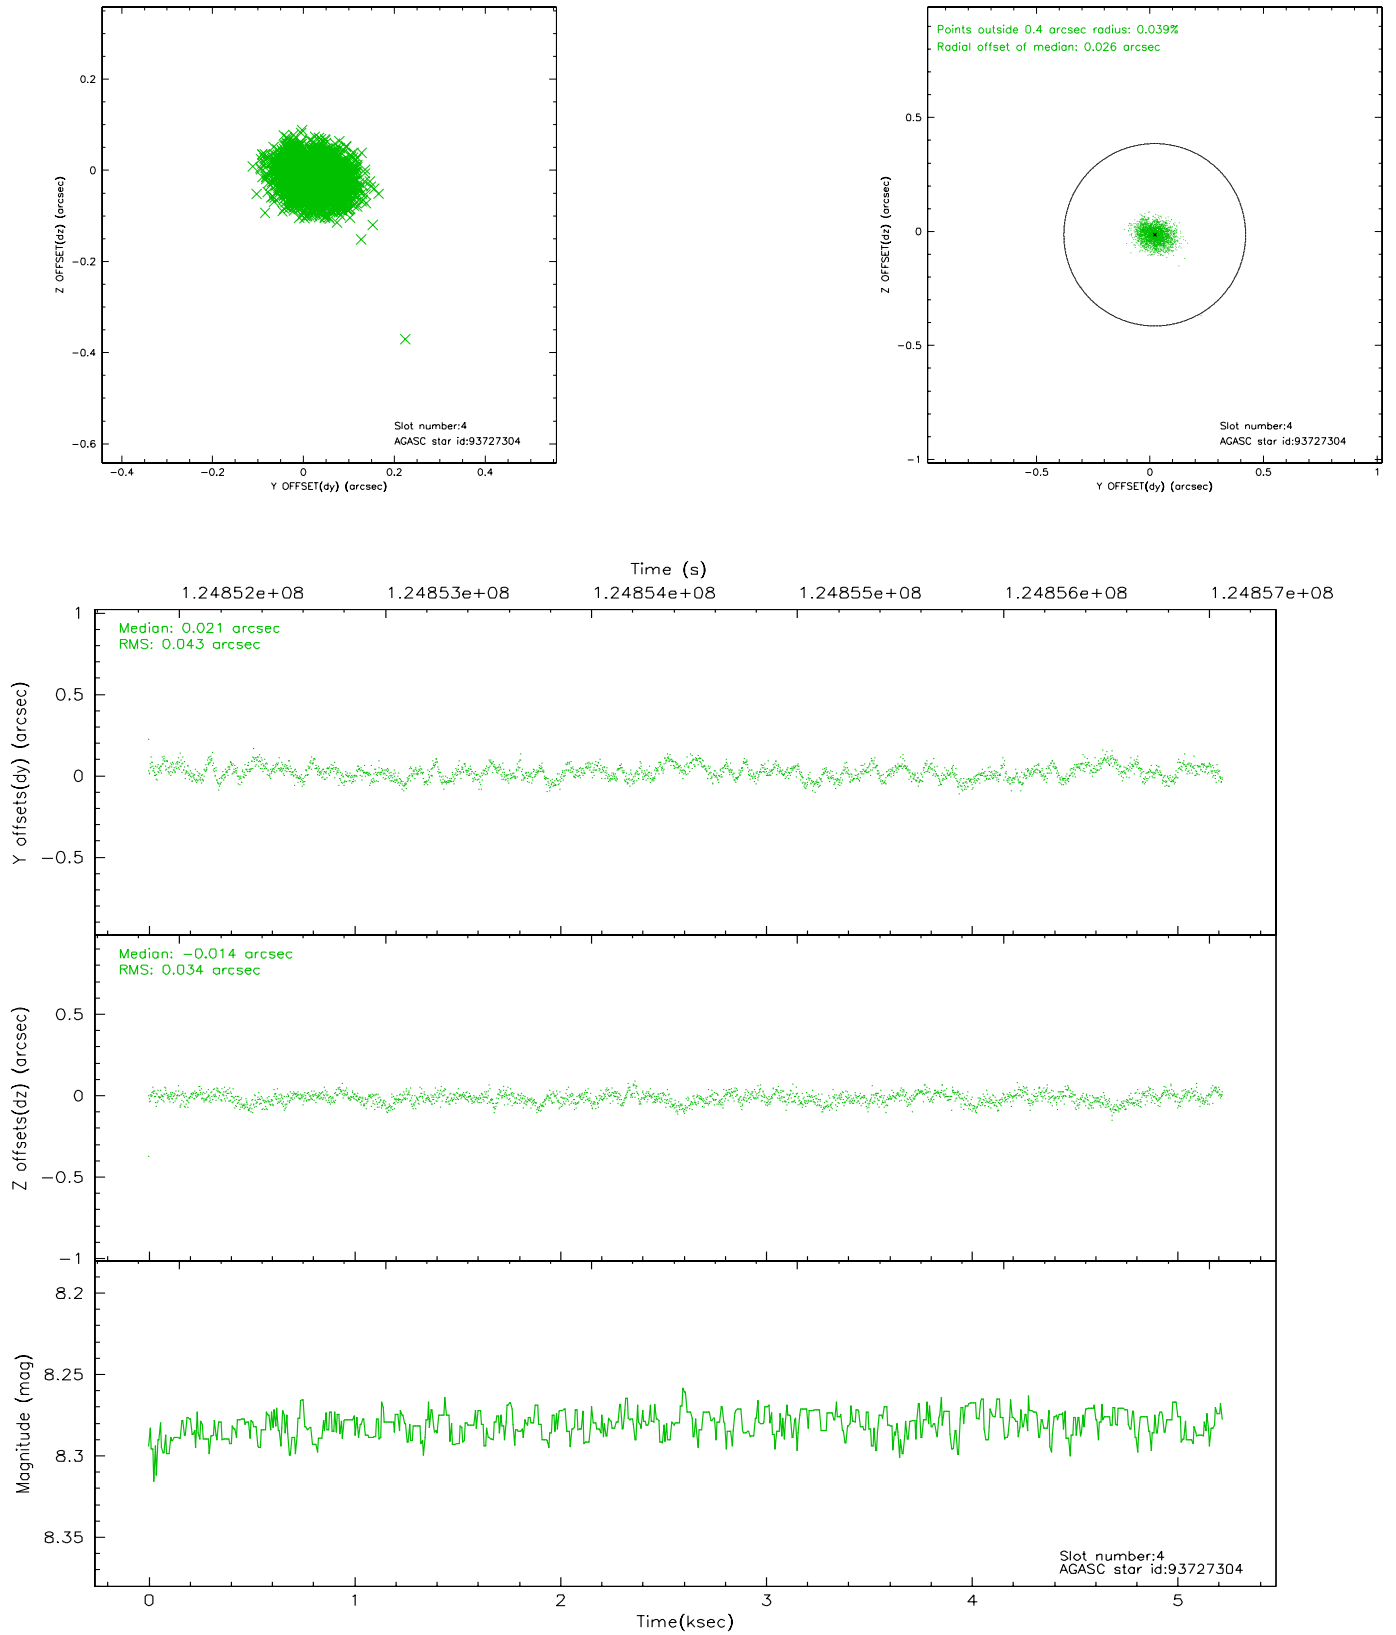 0.2
0
−0.2
−0.4
−0.6
Z OFFSET(dz) (arcsec)
Slot number:4
AGASC star id:93727304
−0.4 −0.2 0 0.2 0.4
Y OFFSET(dy) (arcsec)
Points outside 0.4 arcsec radius: 0.039%
Radial offset of median: 0.026 arcsec
0.5
0
−0.5
−1
Z OFFSET(dz) (arcsec)
Slot number:4
AGASC star id:93727304
−0.5 0 0.5 1
Y OFFSET(dy) (arcsec)
Time (s)
1.24852e+08 1.24853e+08 1.24854e+08 1.24855e+08 1.24856e+08 1.24857e+08
Median: 0.021 arcsec
RMS: 0.043 arcsec
1
0.5
0
−0.5
Y offsets(dy) (arcsec)
Median: −0.014 arcsec
RMS: 0.034 arcsec
0.5
0
−0.5
−1
Z offsets(dz) (arcsec)
8.2
8.25
8.3
8.35
Magnitude (mag)
Slot number:4
AGASC star id:93727304
0 1 2 3 4 5
Time(ksec)